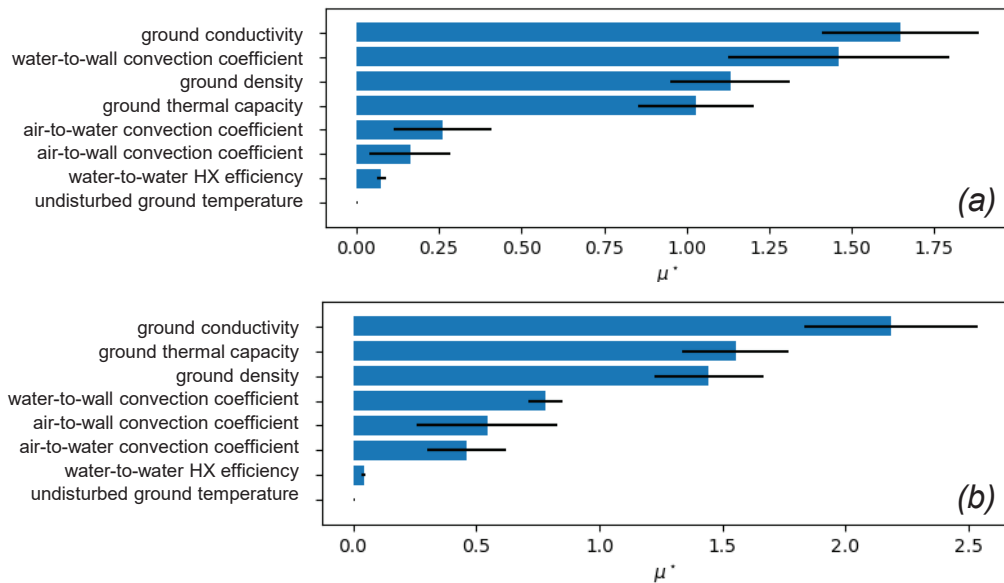 ground conductivity
water-to-wall convection coefficient
ground density
ground thermal capacity
air-to-water convection coefficient
air-to-wall convection coefficient
water-to-water HX efficiency
undisturbed ground temperature
(a)
0.00 0.25 0.50 0.75 1.00 1.25 1.50 1.75
μ*
ground conductivity
ground thermal capacity
ground density
water-to-wall convection coefficient
air-to-wall convection coefficient
air-to-water convection coefficient
water-to-water HX efficiency
undisturbed ground temperature
(b)
0.0 0.5 1.0 1.5 2.0 2.5
μ*